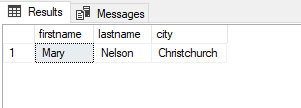 Results Messages
firstname lastname city
1 Mary Nelson Christchurch